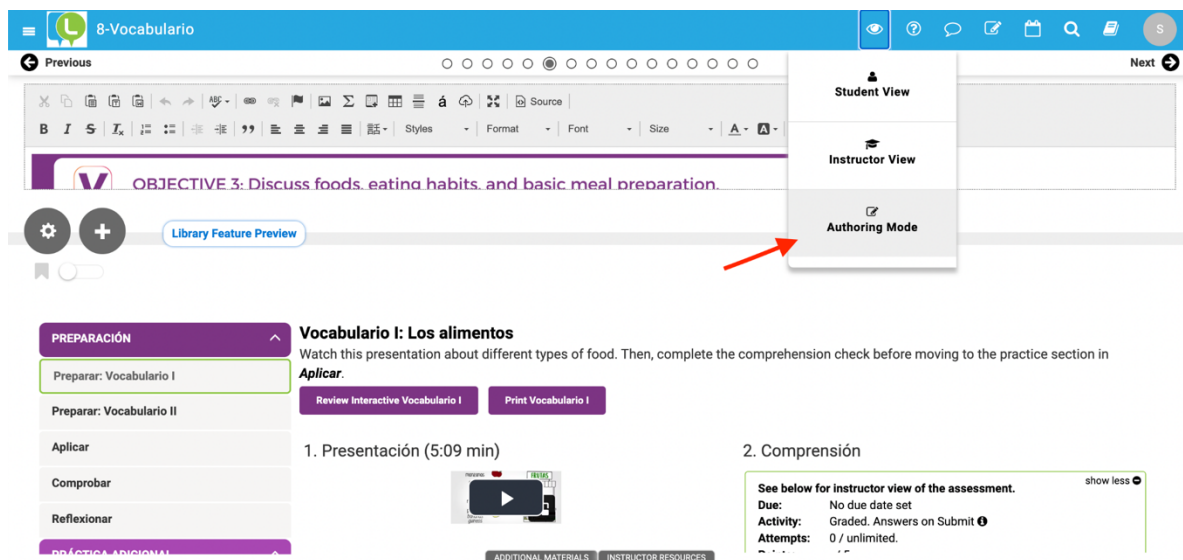 8-Vocabulario
S
Previous
Next
Student View
Instructor View
Authoring Mode
ABC
á
Source
B I S Ix
Styles Format Font Size A A
V OBJECTIVE 3: Discuss foods, eating habits, and basic meal preparation.
Library Feature Preview
PREPARACIÓN
Preparar: Vocabulario I
Preparar: Vocabulario II
Aplicar
Comprobar
Reflexionar
PRÁCTICA ADICIONAL
Vocabulario I: Los alimentos
Watch this presentation about different types of food. Then, complete the comprehension check before moving to the practice section in
Aplicar.
Review Interactive Vocabulario I
Print Vocabulario I
1. Presentación (5:09 min)
FRUTAS
ADDITIONAL MATERIALS
INSTRUCTOR RESOURCES
2. Comprensión
show less
See below for instructor view of the assessment.
Due: No due date set
Activity: Graded. Answers on Submit
Attempts: 0 / unlimited.